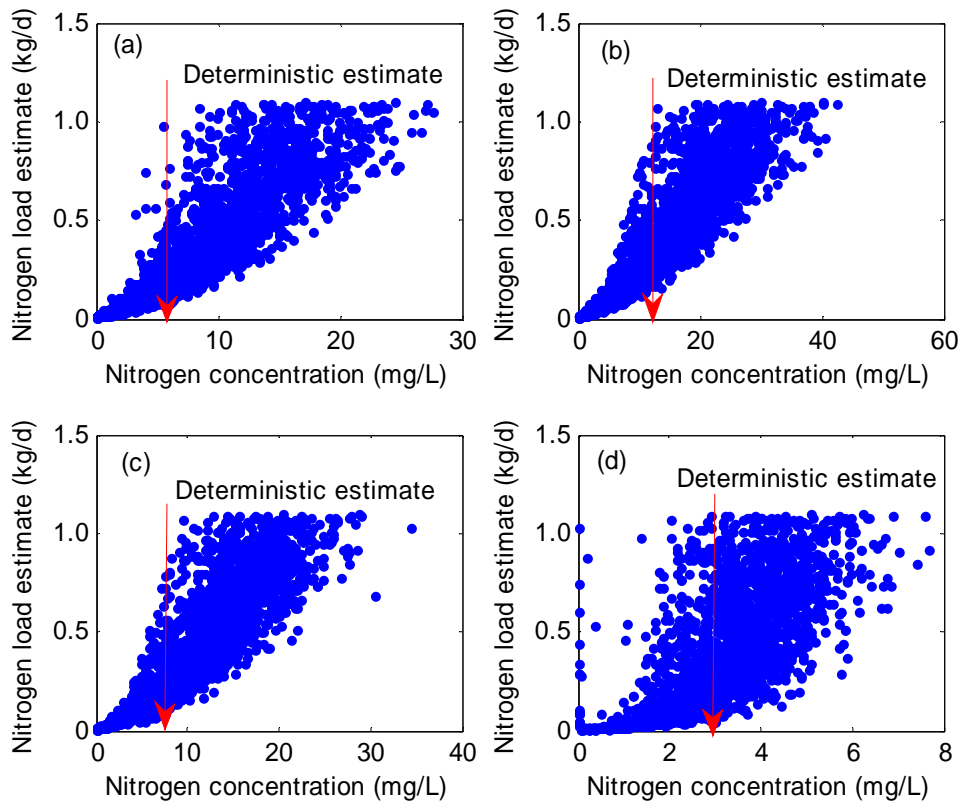 (a)
Deterministic estimate
Nitrogen load estimate (kg/d)
1.5
1.0
0.5
0
0 10 20 30
Nitrogen concentration (mg/L)
(b)
Deterministic estimate
Nitrogen load estimate (kg/d)
1.5
1.0
0.5
0
0 20 40 60
Nitrogen concentration (mg/L)
(c)
Deterministic estimate
Nitrogen load estimate (kg/d)
1.5
1.0
0.5
0
0 10 20 30 40
Nitrogen concentration (mg/L)
(d)
Deterministic estimate
Nitrogen load estimate (kg/d)
1.5
1.0
0.5
0
0 2 4 6 8
Nitrogen concentration (mg/L)